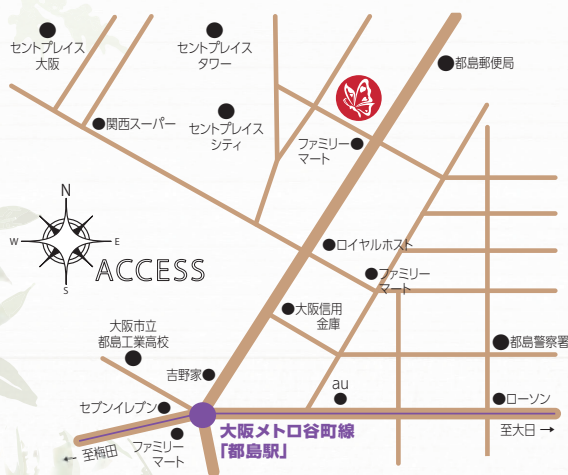 セントプレイス
大阪
セントプレイス
タワー
都島郵便局
関西スーパー
セントプレイス
シティ
ファミリー
マート
N
W
E
S
ACCESS
ロイヤルホスト
ファミリー
マート
大阪信用
金庫
大阪市立
都島工業高校
都島警察署
吉野家
au
セブンイレブン
ローソン
大阪メトロ谷町線
「都島駅」
至大日 →
← 至梅田
ファミリー
マート